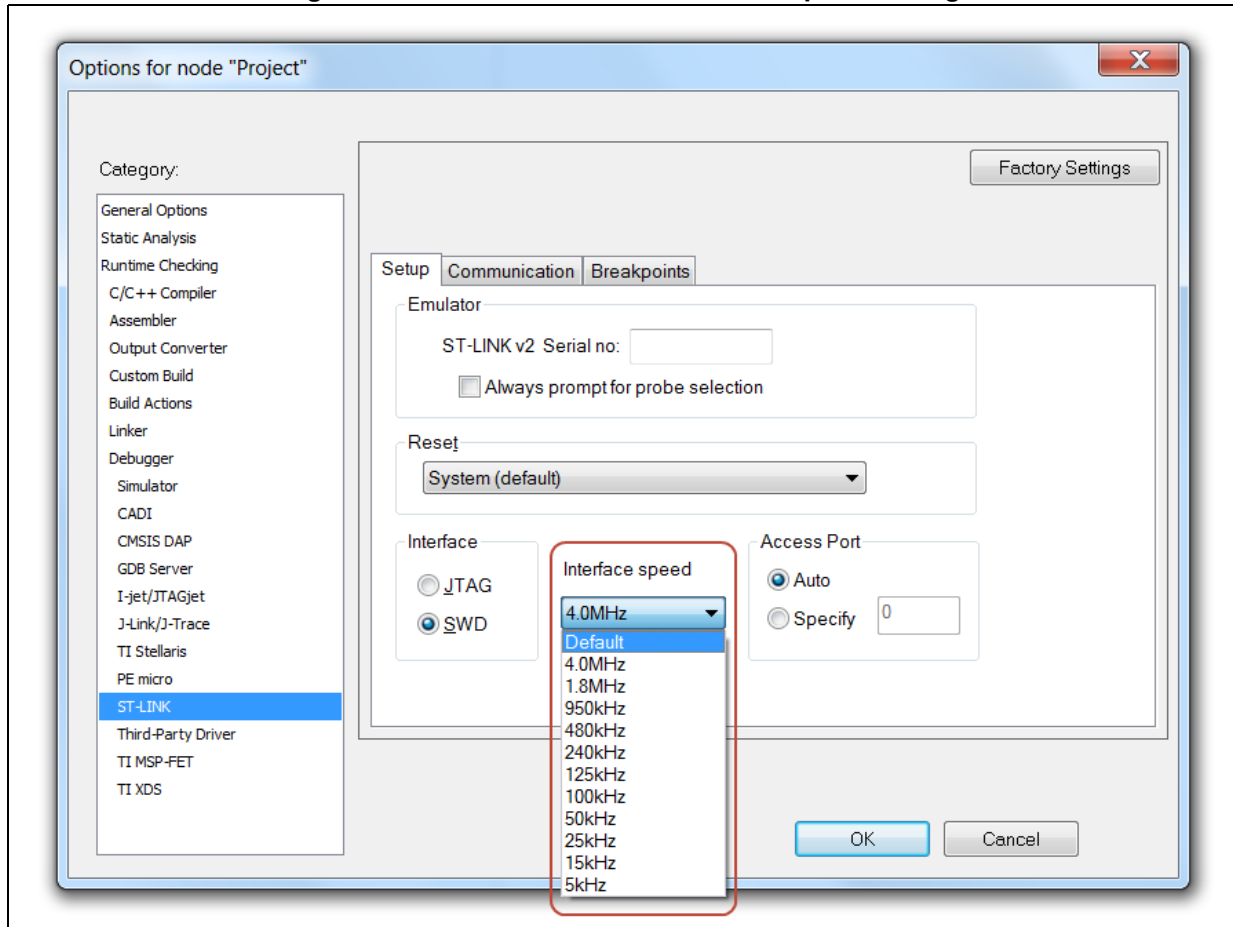 Options for node "Project"
X
Category:
Factory Settings
General Options
Static Analysis
Runtime Checking
C/C++ Compiler
Assembler
Output Converter
Custom Build
Build Actions
Linker
Debugger
Simulator
CADI
CMSIS DAP
GDB Server
I-jet/JTAGjet
J-Link/J-Trace
TI Stellaris
PE micro
ST-LINK
Third-Party Driver
TI MSP-FET
TI XDS
Setup Communication Breakpoints
Emulator
ST-LINK v2 Serial no:
Always prompt for probe selection
Reset
System (default)
Interface
JTAG
SWD
Interface speed
4.0MHz
Default
4.0MHz
1.8MHz
950kHz
480kHz
240kHz
125kHz
100kHz
50kHz
25kHz
15kHz
5kHz
Access Port
Auto
Specify 0
OK Cancel